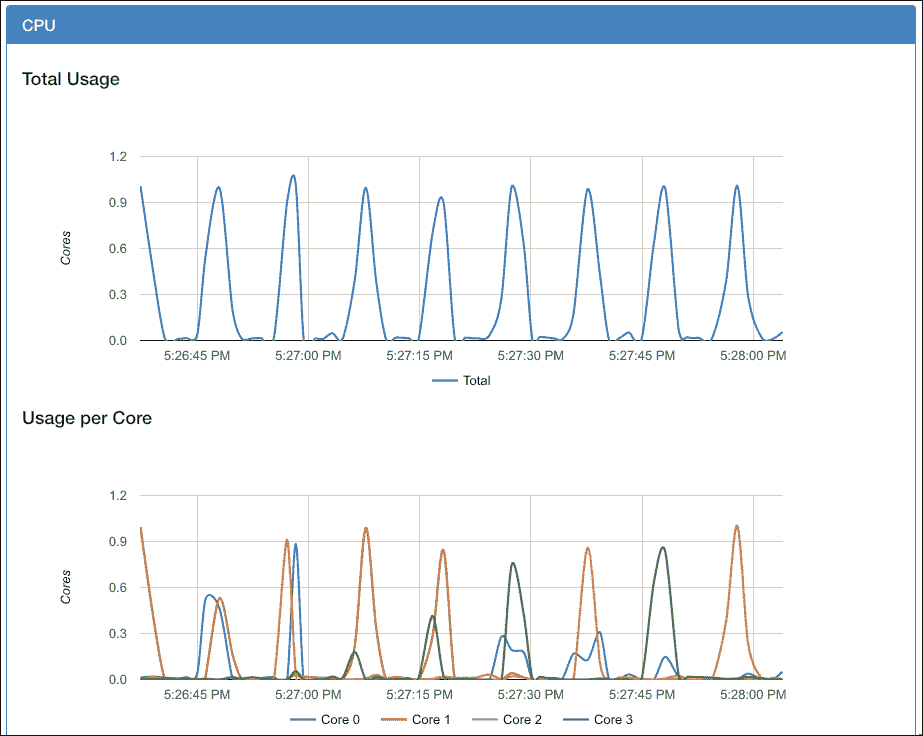 CPU
Total Usage
1.2
0.9
0.6
0.3
0.0
Cores
5:26:45 PM 5:27:00 PM 5:27:15 PM 5:27:30 PM 5:27:45 PM 5:28:00 PM
Total
Usage per Core
1.2
0.9
0.6
0.3
0.0
Cores
5:26:45 PM 5:27:00 PM 5:27:15 PM 5:27:30 PM 5:27:45 PM 5:28:00 PM
Core 0 Core 1 Core 2 Core 3